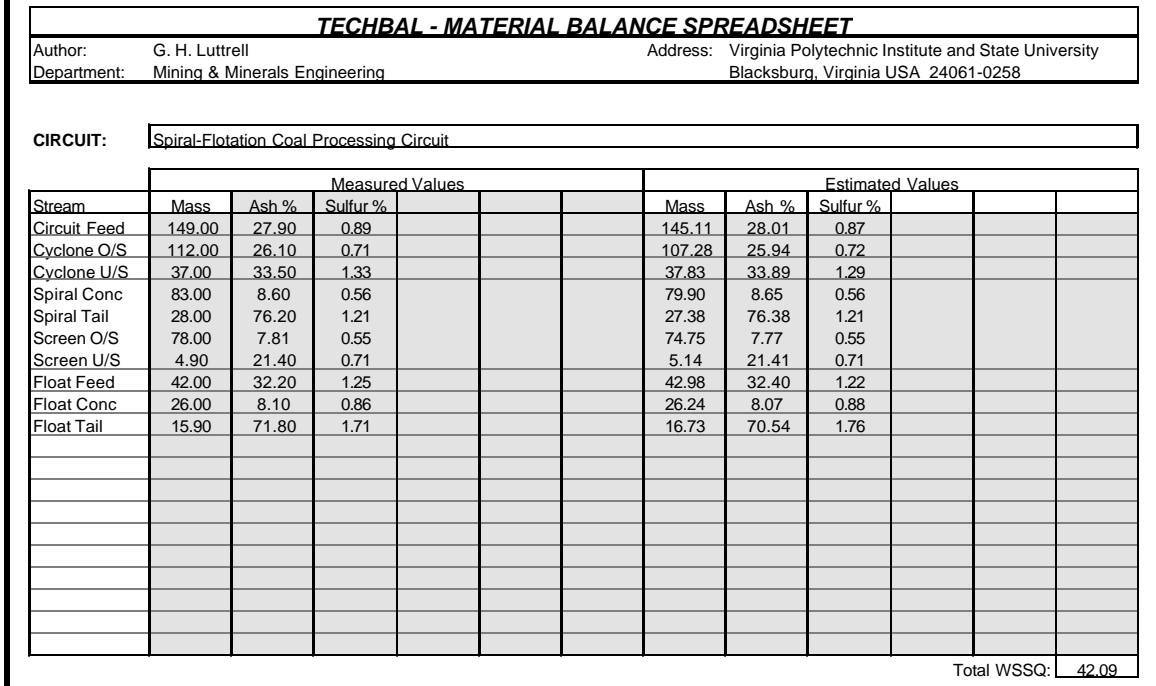 TECHBAL - MATERIAL BALANCE SPREADSHEET
Author: G. H. Luttrell Address: Virginia Polytechnic Institute and State University
Department: Mining & Minerals Engineering Blacksburg, Virginia USA 24061-0258
CIRCUIT: Spiral-Flotation Coal Processing Circuit
Measured Values Estimated Values
Stream Mass Ash % Sulfur % Mass Ash % Sulfur %
Circuit Feed 149.00 27.90 0.89 145.11 28.01 0.87
Cyclone O/S 112.00 26.10 0.71 107.28 25.94 0.72
Cyclone U/S 37.00 33.50 1.33 37.83 33.89 1.29
Spiral Conc 83.00 8.60 0.56 79.90 8.65 0.56
Spiral Tail 28.00 76.20 1.21 27.38 76.38 1.21
Screen O/S 78.00 7.81 0.55 74.75 7.77 0.55
Screen U/S 4.90 21.40 0.71 5.14 21.41 0.71
Float Feed 42.00 32.20 1.25 42.98 32.40 1.22
Float Conc 26.00 8.10 0.86 26.24 8.07 0.88
Float Tail 15.90 71.80 1.71 16.73 70.54 1.76
Total WSSQ: 42.09